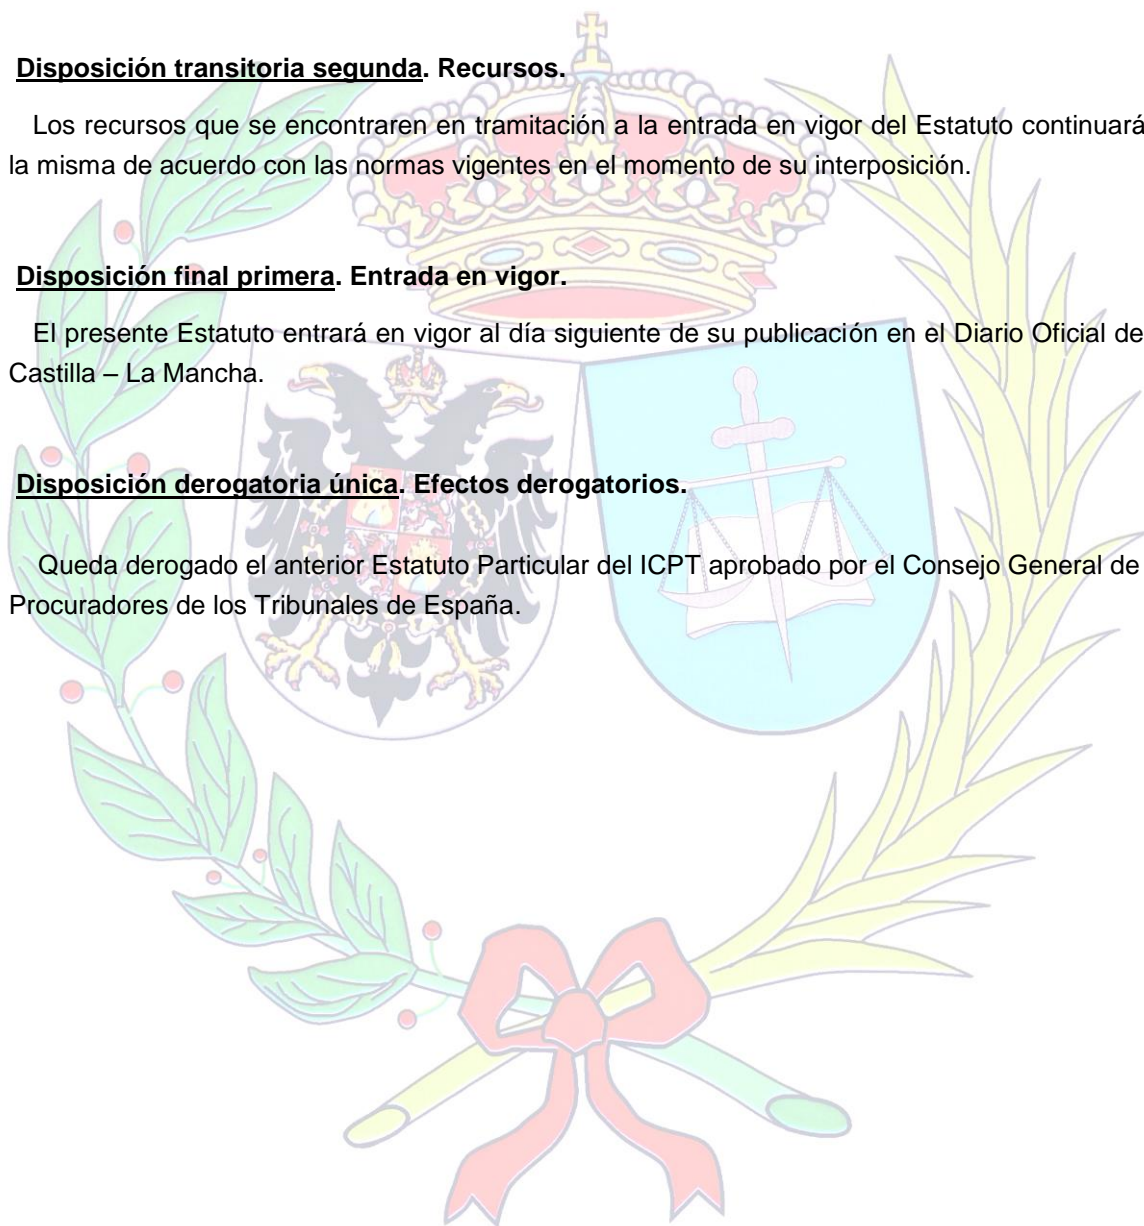 Disposición transitoria segunda. Recursos.
Los recursos que se encontraren en tramitación a la entrada en vigor del Estatuto continuará
la misma de acuerdo con las normas vigentes en el momento de su interposición.
Disposición final primera. Entrada en vigor.
El presente Estatuto entrará en vigor al día siguiente de su publicación en el Diario Oficial de
Castilla – La Mancha.
Disposición derogatoria única. Efectos derogatorios.
Queda derogado el anterior Estatuto Particular del ICPT aprobado por el Consejo General de
Procuradores de los Tribunales de España.